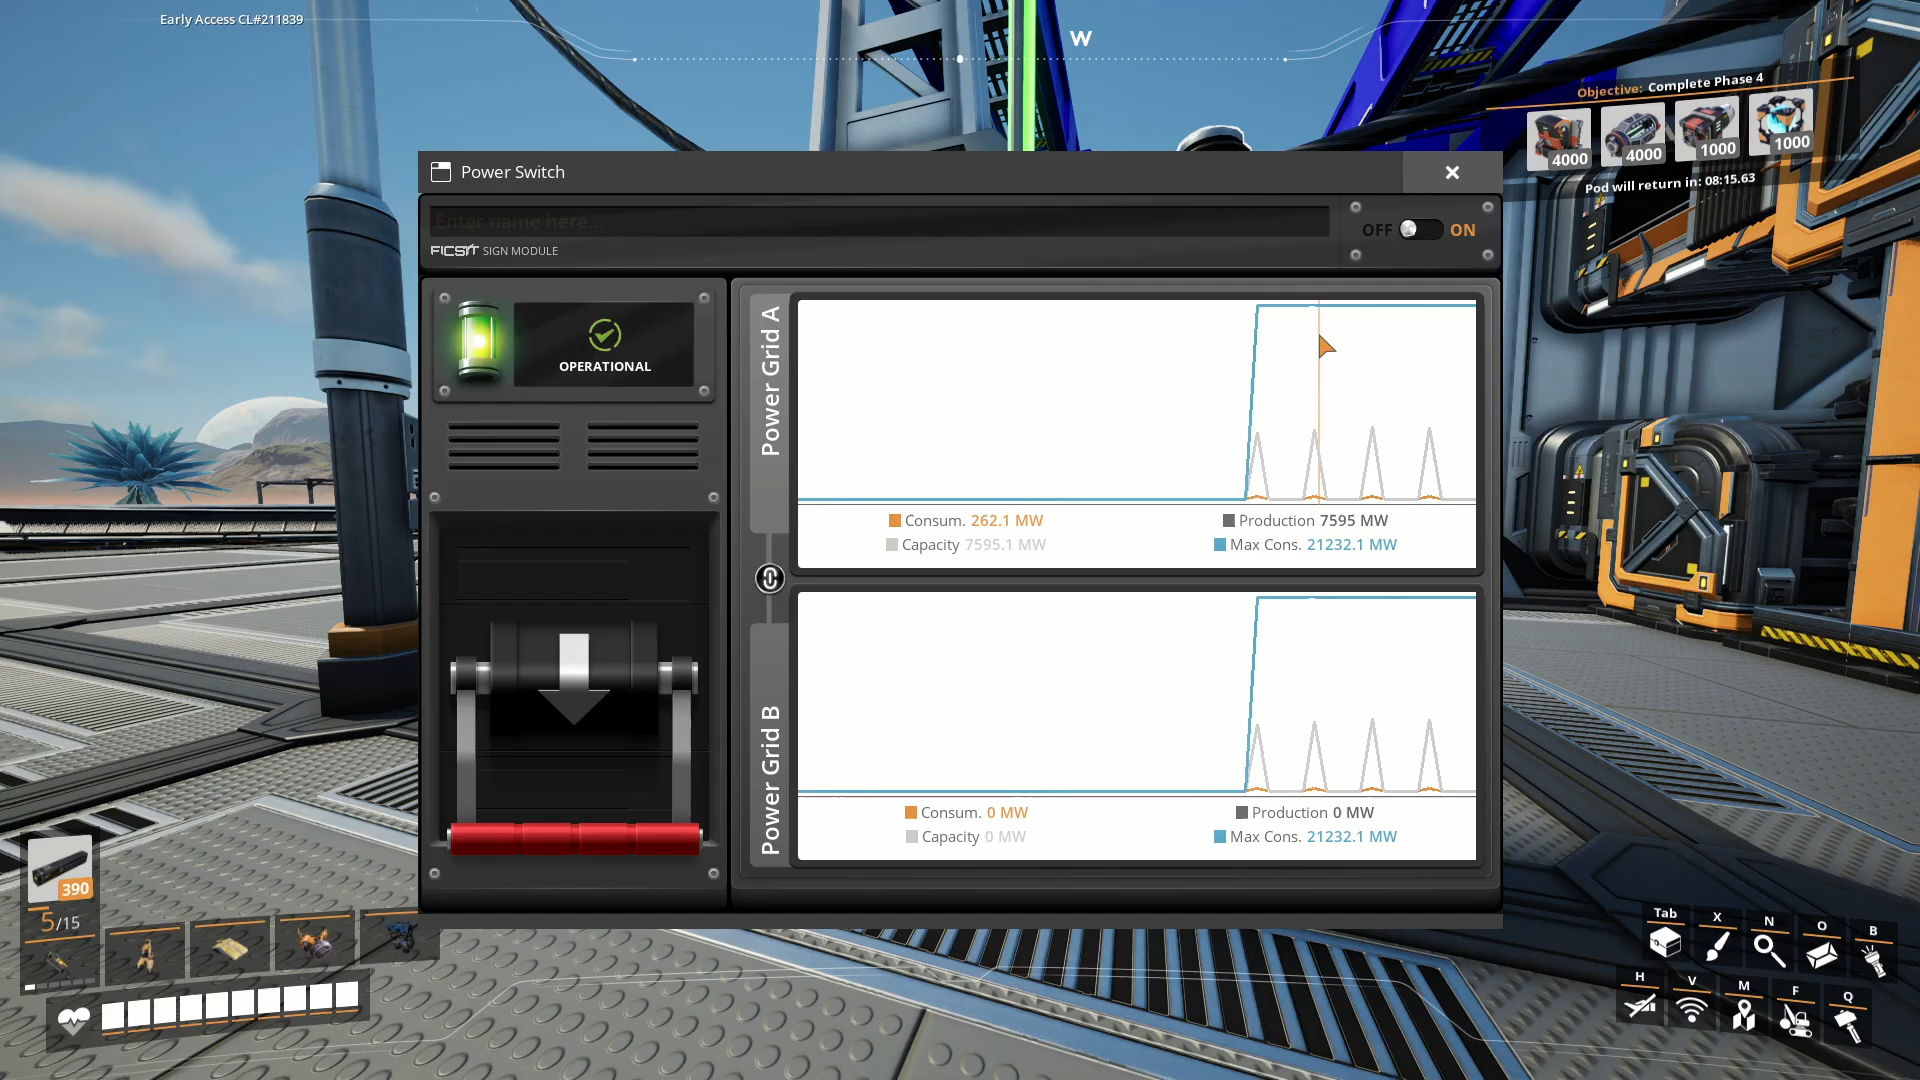 Early Access CL#211839
W
Objective: Complete Phase 4
4000
4000
1000
1000
Pod will return in: 08:15.63
Power Switch
Enter name here...
FICSIT SIGN MODULE
OFF
ON
OPERATIONAL
Power Grid A
Consum. 262.1 MW
Production 7595 MW
Capacity 7595.1 MW
Max Cons. 21232.1 MW
Power Grid B
Consum. 0 MW
Production 0 MW
Capacity 0 MW
Max Cons. 21232.1 MW
390
5/15
Tab
X
N
O
B
H
V
M
F
Q